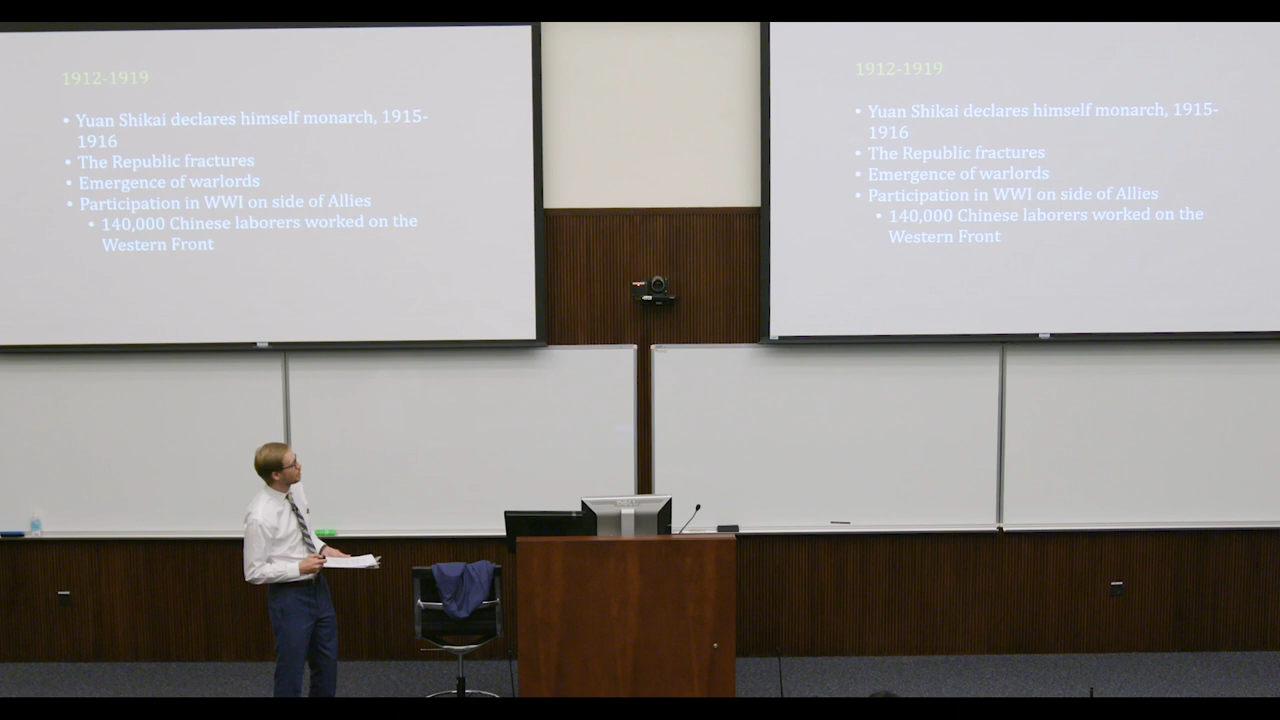 1912-1919
• Yuan Shikai declares himself monarch, 1915-
1916
• The Republic fractures
• Emergence of warlords
• Participation in WWI on side of Allies
• 140,000 Chinese laborers worked on the
Western Front
1912-1919
• Yuan Shikai declares himself monarch, 1915-
1916
• The Republic fractures
• Emergence of warlords
• Participation in WWI on side of Allies
• 140,000 Chinese laborers worked on the
Western Front